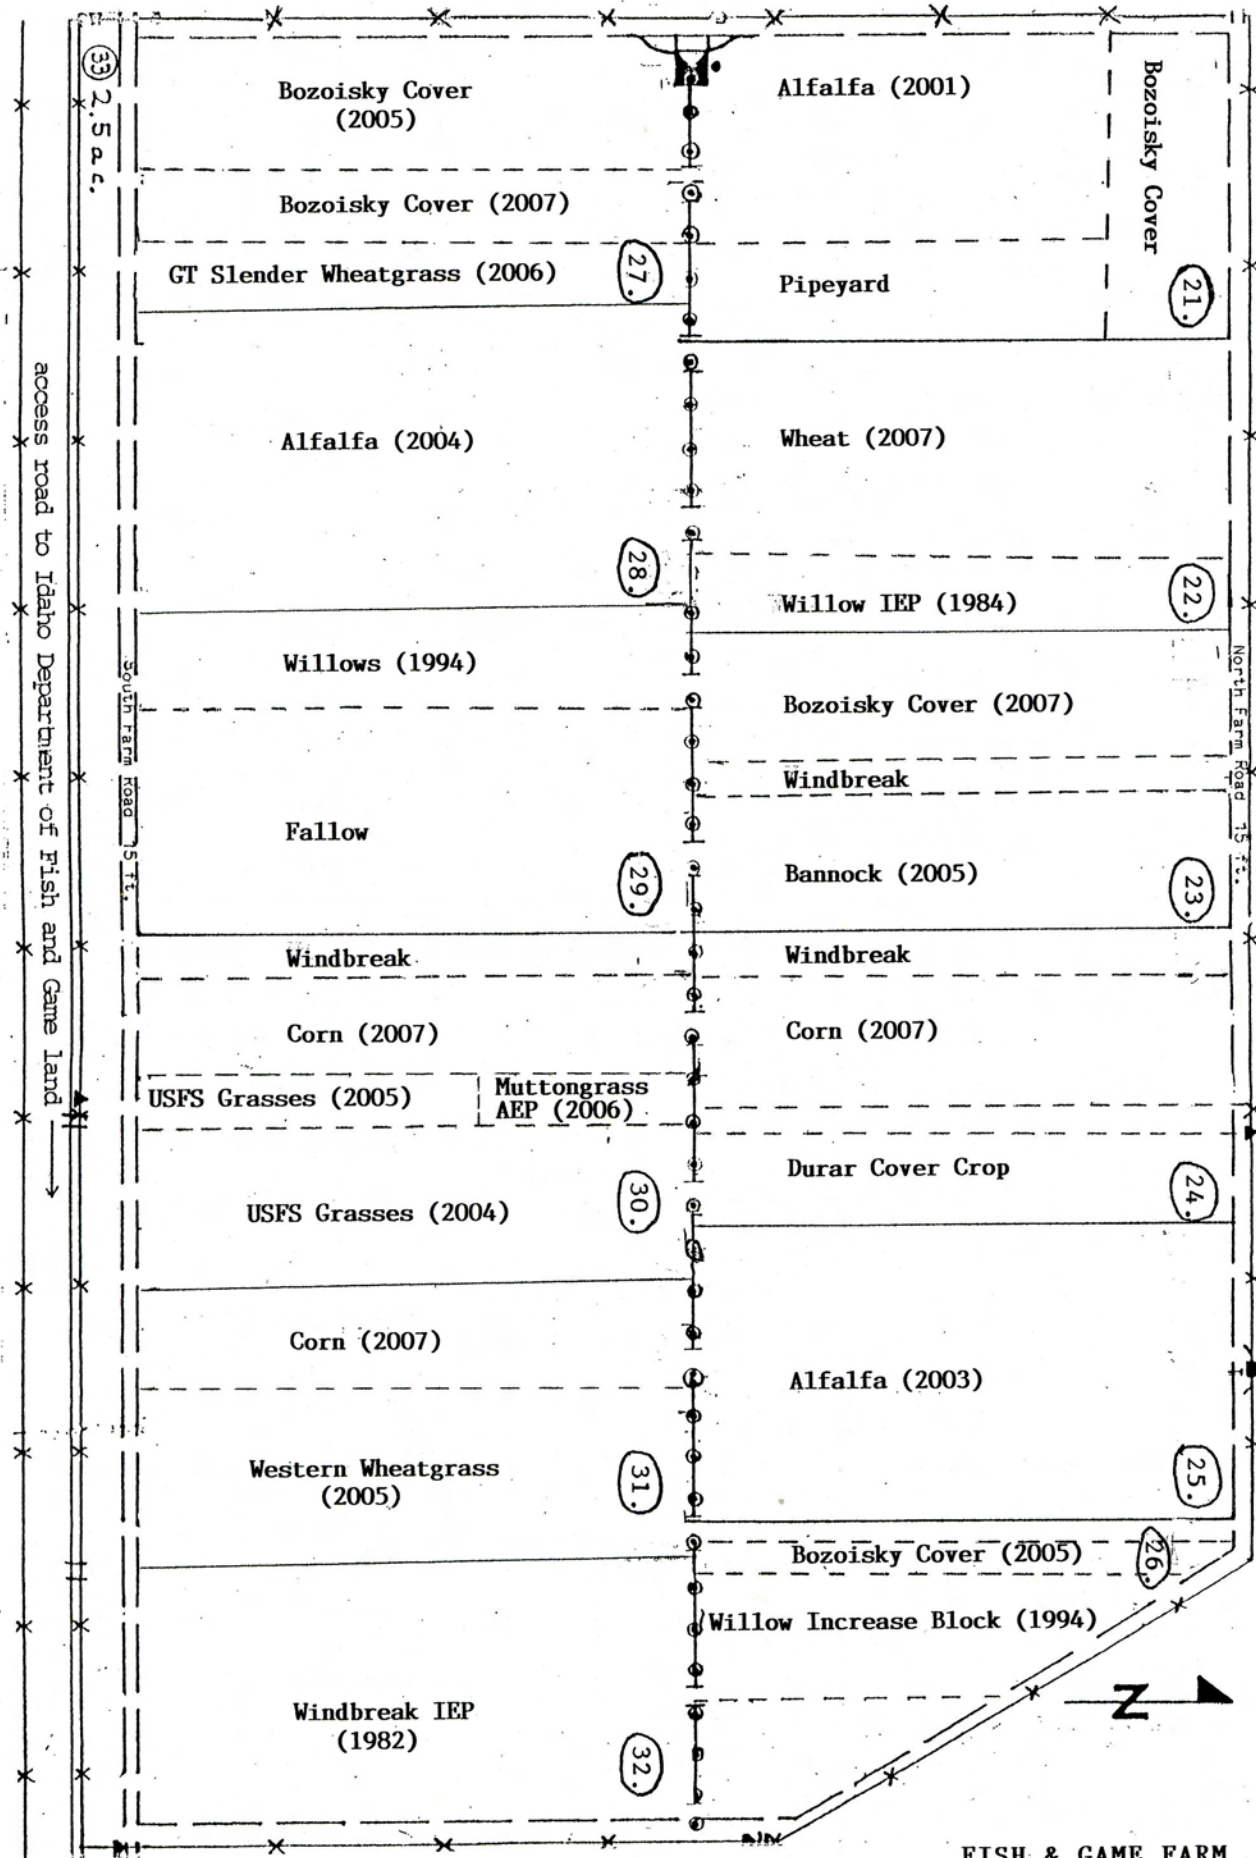 33 2.5 ac.
Bozoisky Cover
(2005)
Bozoisky Cover (2007)
GT Slender Wheatgrass (2006)
27.
Alfalfa (2004)
28.
Willows (1994)
Fallow
29.
Windbreak
Corn (2007)
USFS Grasses (2005)
Muttongrass
AEP (2006)
USFS Grasses (2004)
30.
Corn (2007)
Western Wheatgrass
(2005)
31.
Windbreak IEP
(1982)
32.
Alfalfa (2001)
Bozoisky Cover
Pipeyard
21.
Wheat (2007)
Willow IEP (1984)
22.
Bozoisky Cover (2007)
Windbreak
Bannock (2005)
23.
Windbreak
Corn (2007)
Durar Cover Crop
24.
Alfalfa (2003)
25.
Bozoisky Cover (2005)
26.
Willow Increase Block (1994)
access road to Idaho Department of Fish and Game land
South Farm Road 15 ft.
North Farm Road 15 ft.
N
FISH & GAME FARM